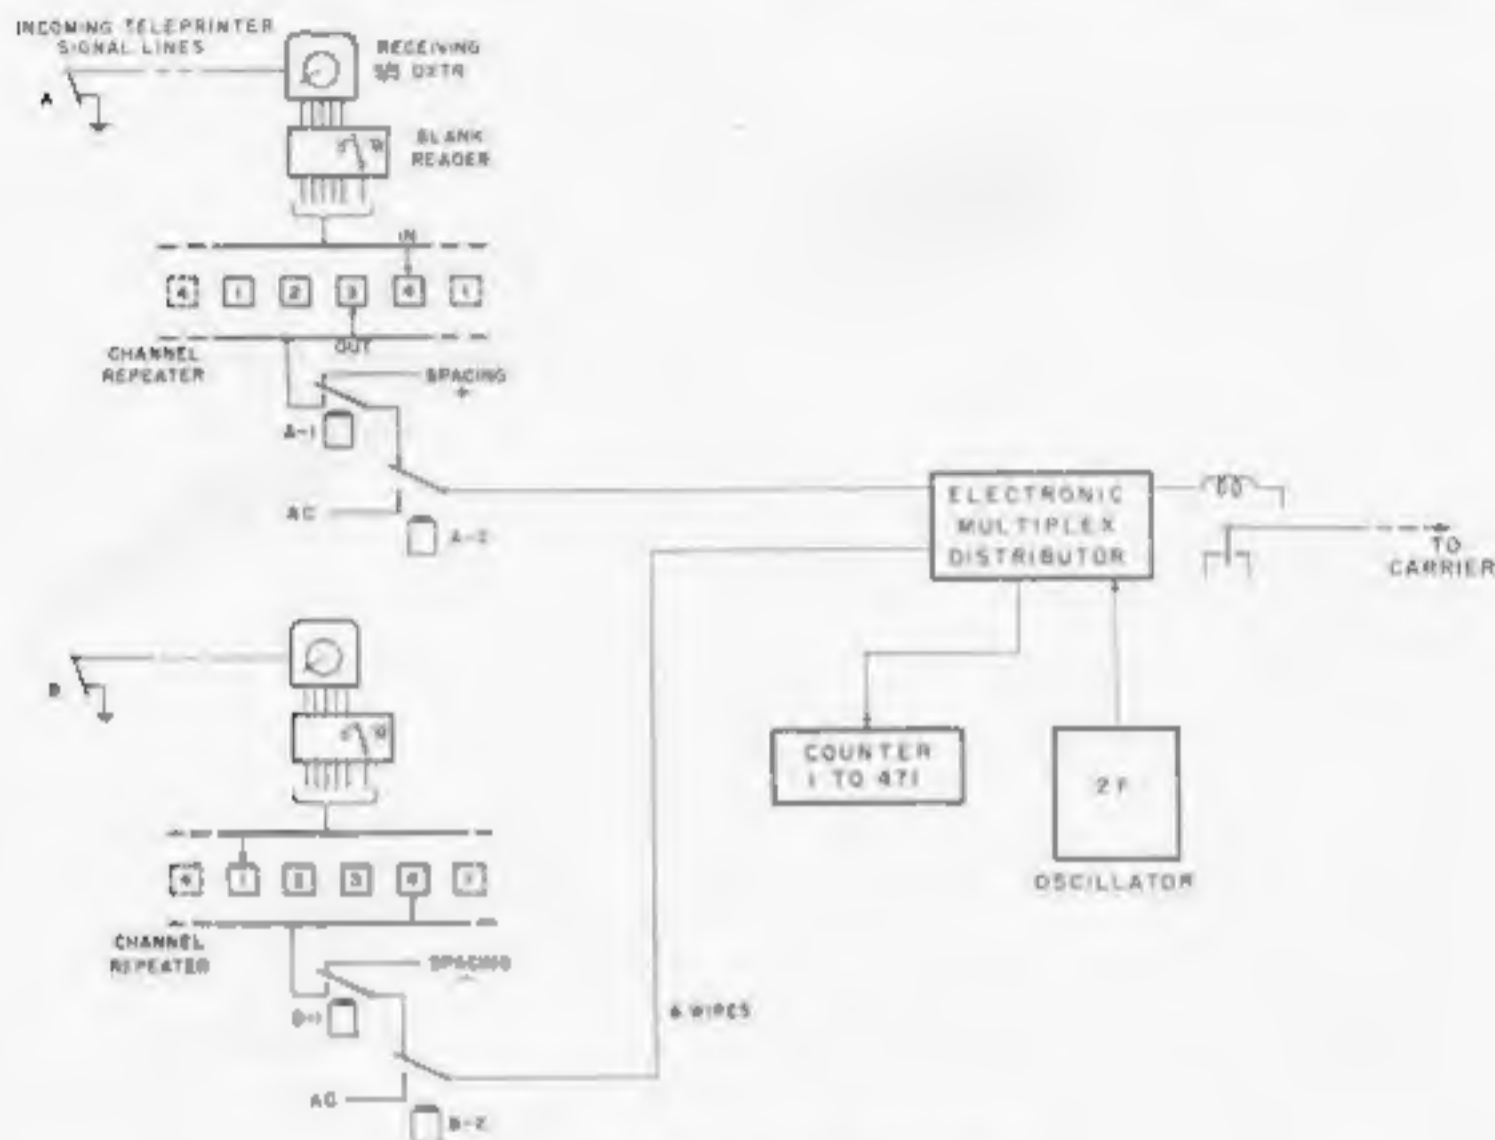 INCOMING TELEPRINTER
SIGNAL LINES
RECEIVING
A
BLANK
READER
IN
4 1 2 3 4 1
OUT
CHANNEL
REPEATER
SPACING
+
A-1
AC
A-2
ELECTRONIC
MULTIPLEX
DISTRIBUTOR
TO
CARRIER
B
COUNTER
1 TO 471
2F
OSCILLATOR
4 1 2 3 4 1
CHANNEL
REPEATER
SPACING
-
B-1
6 WIRES
AC
B-2